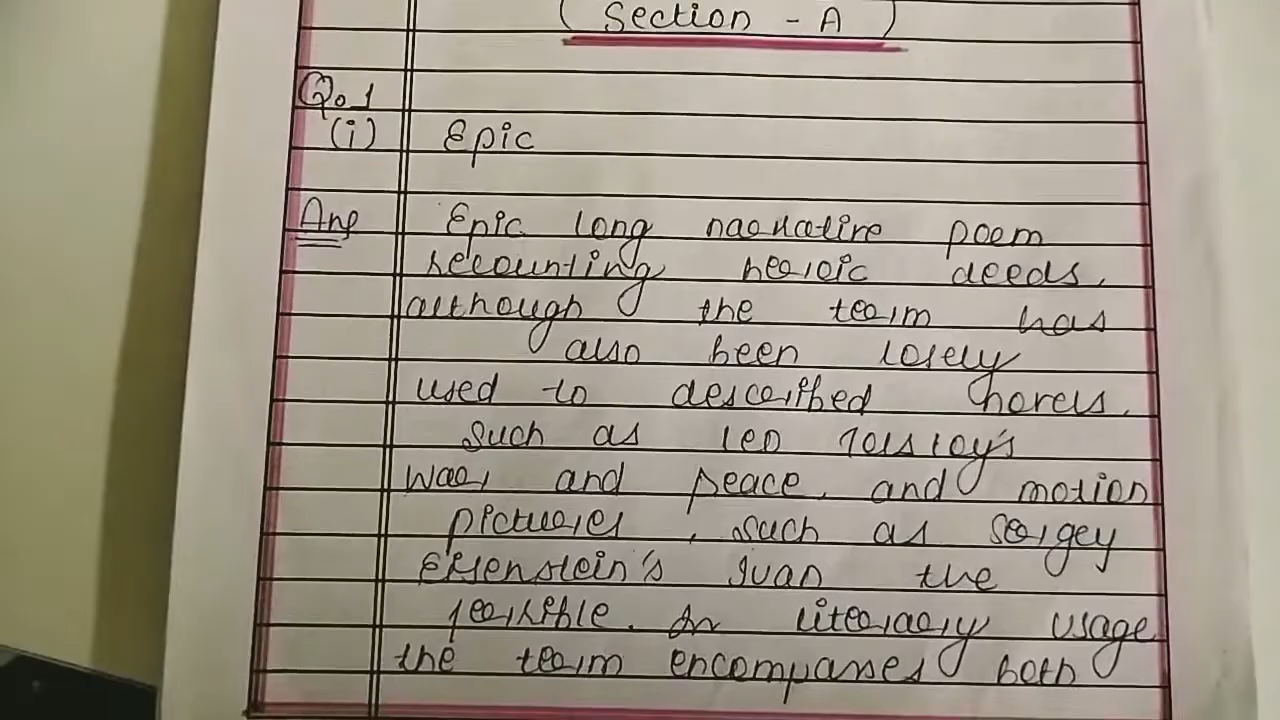 ( Section - A )
Q.1
(i) Epic
Ans Epic long narrative poem
recounting heroic deeds,
although the term has
also been losely
used to described novels,
such as leo Tolstoy's
War and peace, and motion
pictures, such as Sergey
Eisenstein's Ivan the
Terrible. In literary usage
the term encompasses both